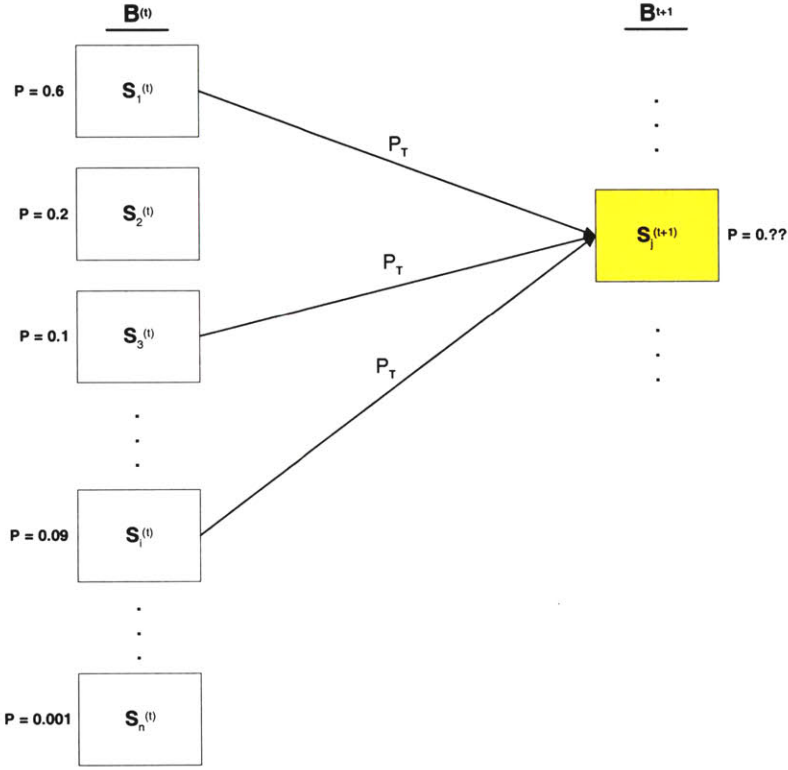 B(t) Bt+1
P = 0.6 S1(t)
PT
P = 0.2 S2(t)
Sj(t+1) P = 0.??
PT
P = 0.1 S3(t)
PT
P = 0.09 Si(t)
P = 0.001 Sn(t)